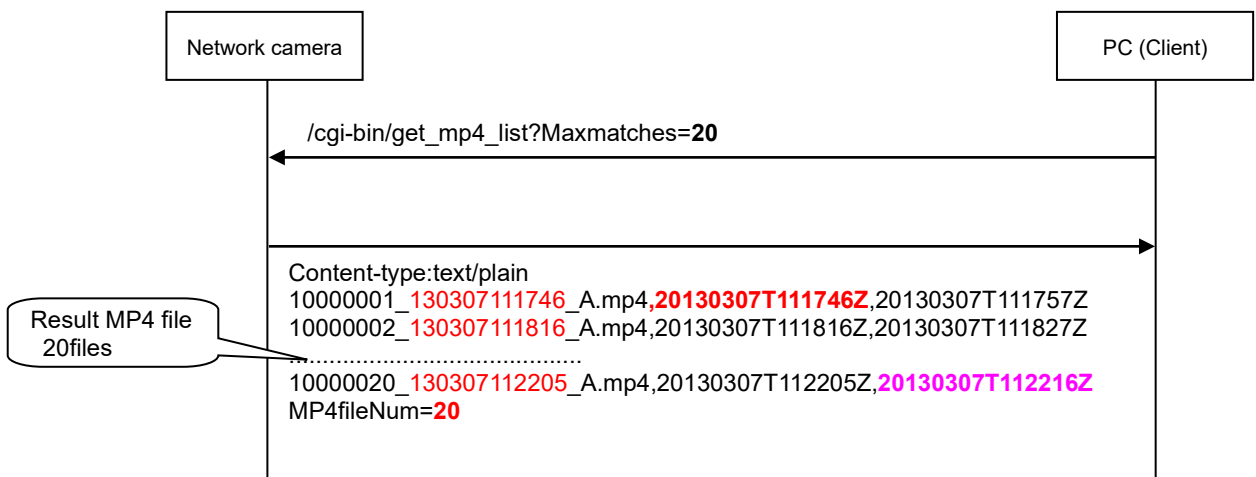 Network camera
PC (Client)
/cgi-bin/get_mp4_list?Maxmatches=20
Content-type:text/plain
10000001_130307111746_A.mp4,20130307T111746Z,20130307T111757Z
10000002_130307111816_A.mp4,20130307T111816Z,20130307T111827Z
...........................................
10000020_130307112205_A.mp4,20130307T112205Z,20130307T112216Z
MP4fileNum=20
Result MP4 file
20files